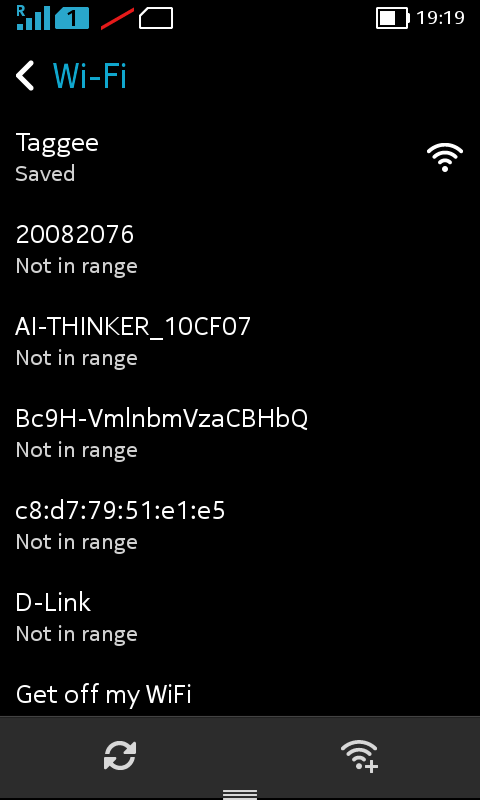 R
1
19:19
Wi-Fi
Taggee
Saved
20082076
Not in range
AI-THINKER_10CF07
Not in range
Bc9H-VmlnbmVzaCBHbQ
Not in range
c8:d7:79:51:e1:e5
Not in range
D-Link
Not in range
Get off my WiFi